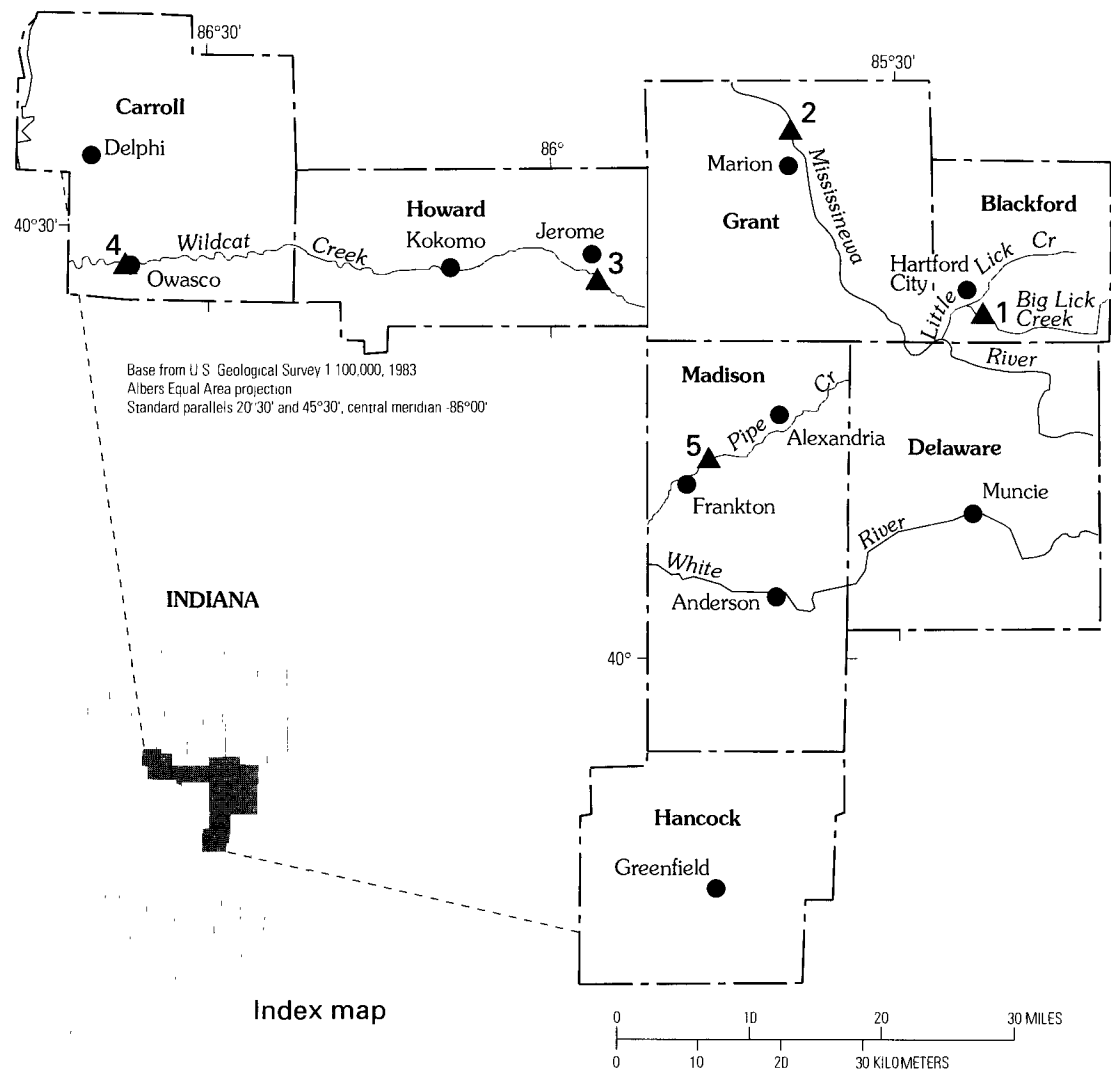 86°30'
85°30'
Carroll
Delphi
2
86°
Marion
Mississinewa
40°30'
Howard
Grant
Blackford
4
Wildcat
Creek
Kokomo
Jerome
3
Owasco
Hartford
City
Little Lick Cr
1
Big Lick
Creek
River
Base from U S Geological Survey 1 100,000, 1983
Albers Equal Area projection
Standard parallels 20°30' and 45°30', central meridian -86°00'
Madison
Pipe Cr
5
Alexandria
Delaware
Frankton
Muncie
White
River
Anderson
INDIANA
40°
Hancock
Greenfield
Index map
0 10 20 30 MILES
0 10 20 30 KILOMETERS